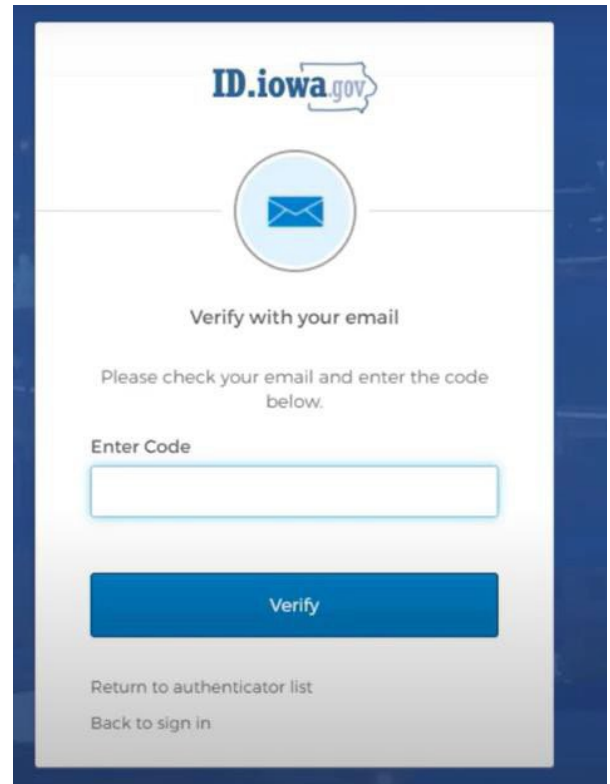 ID.iowa.gov
Verify with your email
Please check your email and enter the code
below.
Enter Code
Verify
Return to authenticator list
Back to sign in